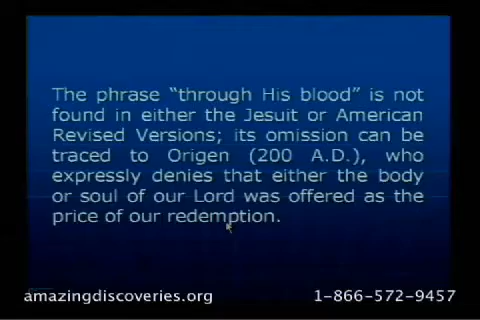 The phrase “through His blood” is not
found in either the Jesuit or American
Revised Versions; its omission can be
traced to Origen (200 A.D.), who
expressly denies that either the body
or soul of our Lord was offered as the
price of our redemption.
amazingdiscoveries.org 1-866-572-9457